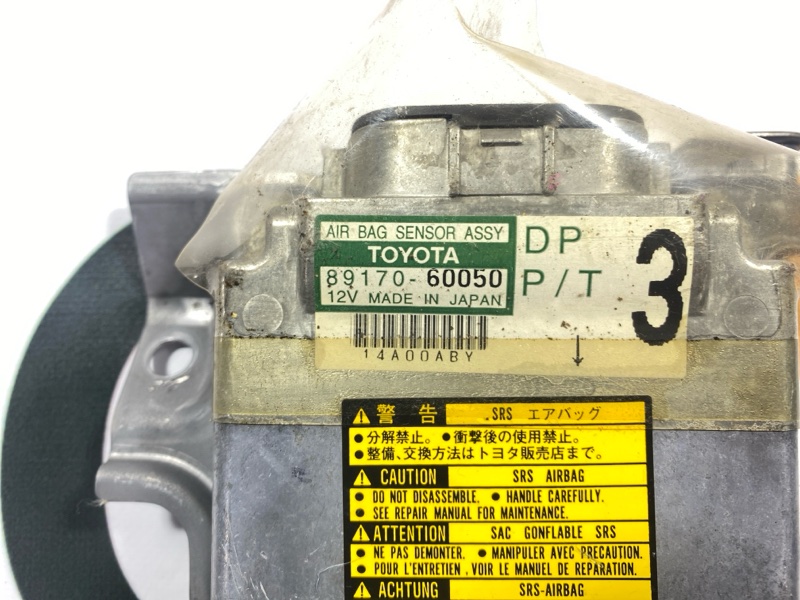 AIR BAG SENSOR ASSY
TOYOTA
89170-60050
12V MADE IN JAPAN
DP
P/T
3
14A00ABY
警告 SRS エアバッグ
●分解禁止。●衝撃後の使用禁止。
●整備、交換方法はトヨタ販売店まで。
CAUTION SRS AIRBAG
● DO NOT DISASSEMBLE. ● HANDLE CAREFULLY.
● SEE REPAIR MANUAL FOR MAINTENANCE.
ATTENTION SAC GONFLABLE SRS
● NE PAS DEMONTER. ● MANIPULER AVEC PRECAUTION.
● POUR L'ENTRETIEN, VOIR LE MANUEL DE REPARATION.
ACHTUNG SRS-AIRBAG